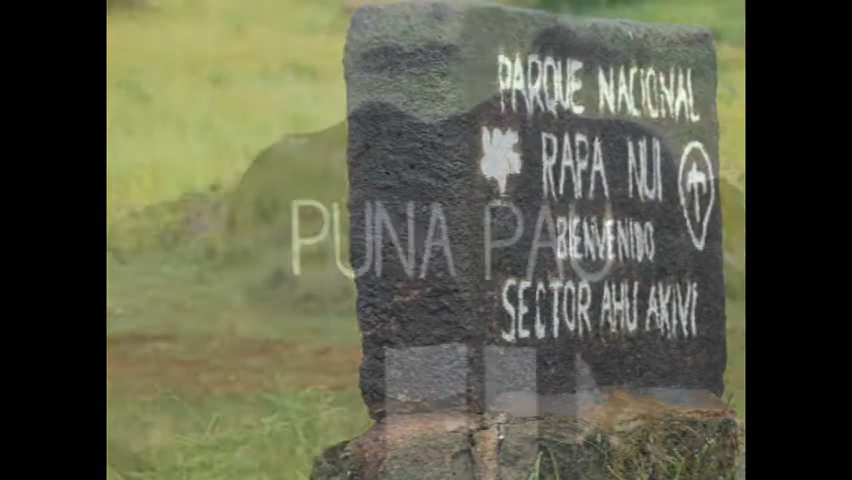 PARQUE NACIONAL
RAPA NUI
BIENVENIDO
SECTOR AHU AKIVI
PUNA PAU